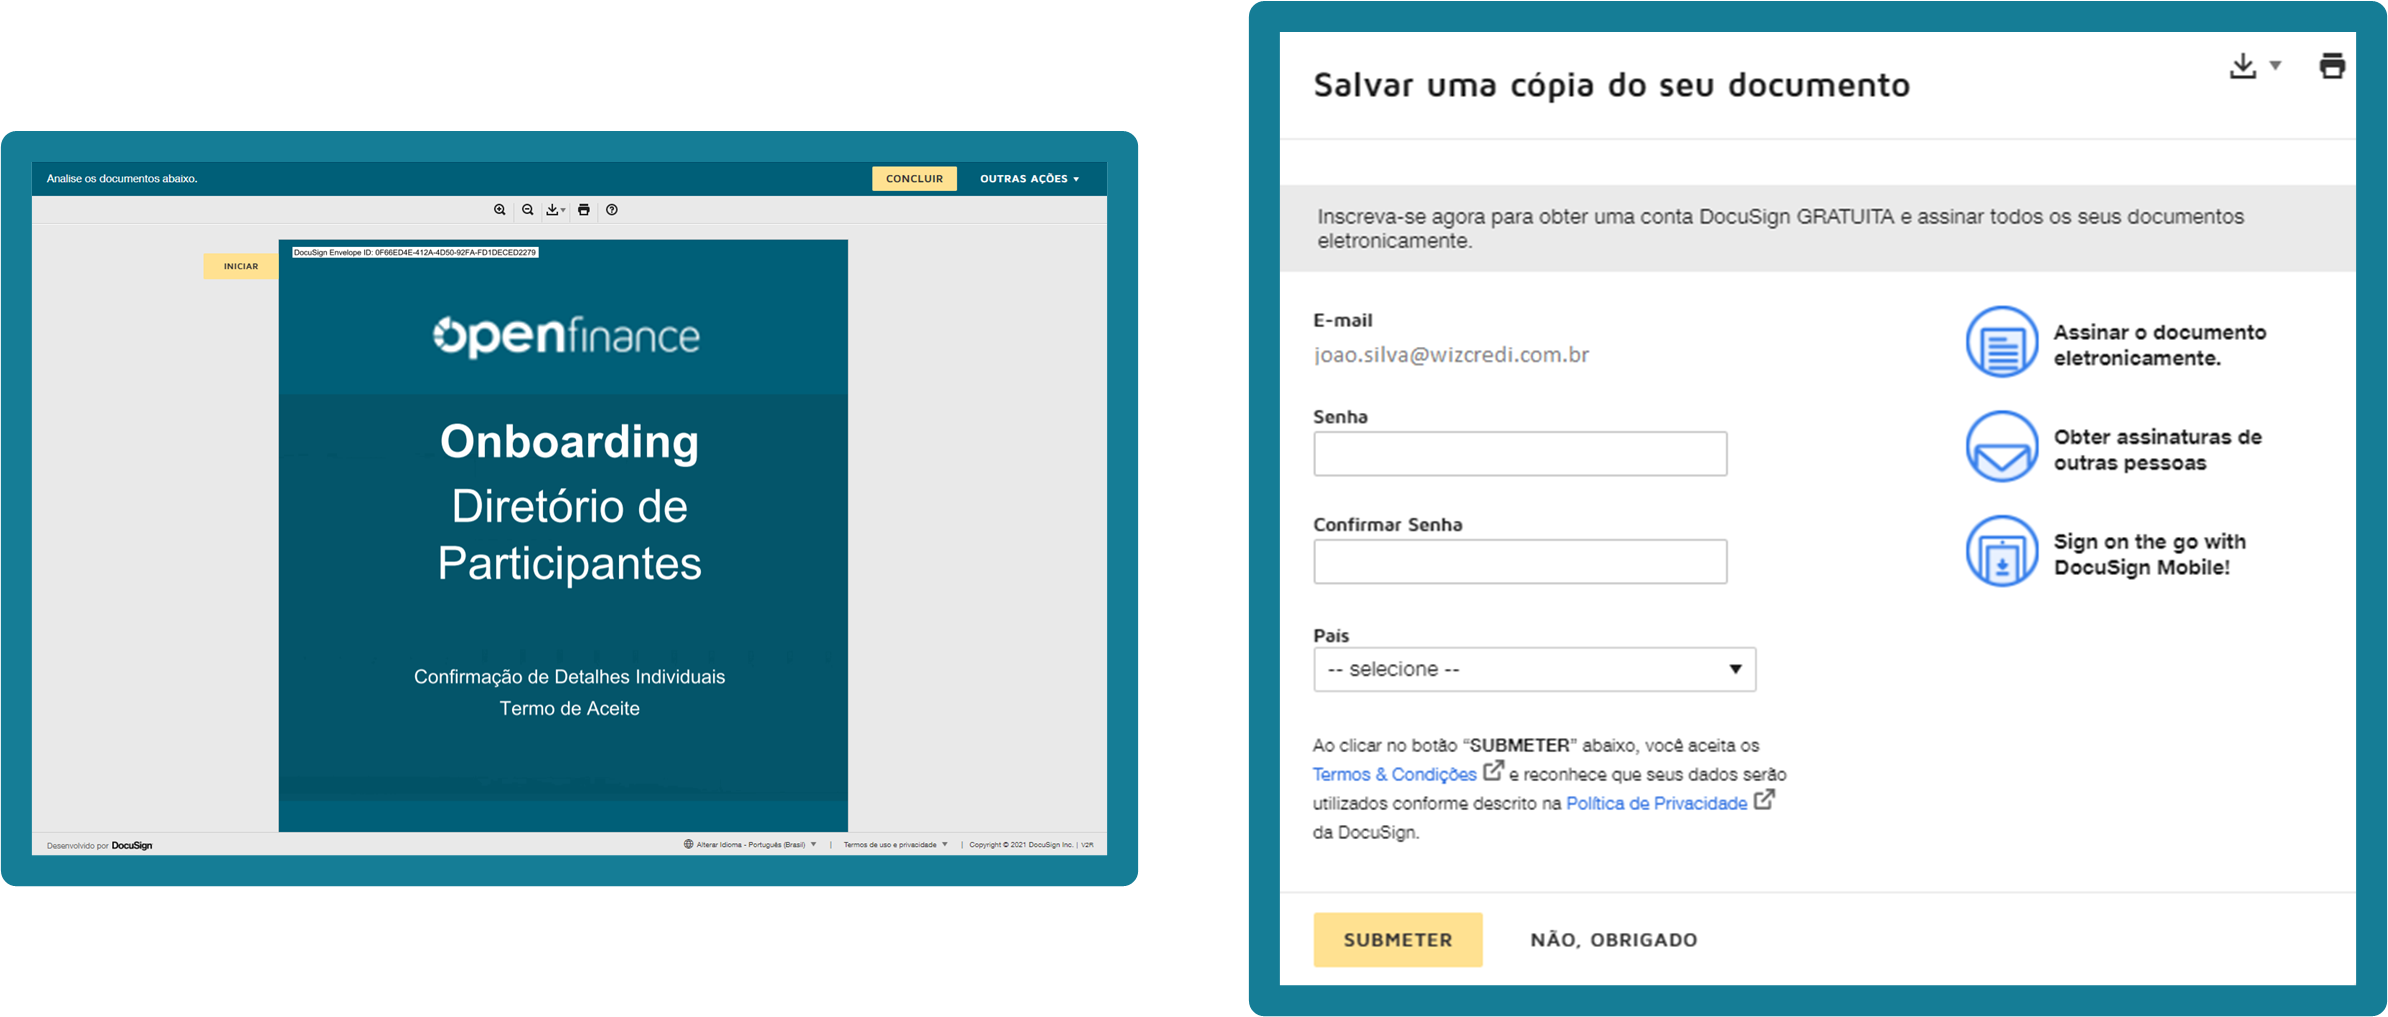 Analise os documentos abaixo.
CONCLUIR
OUTRAS AÇÕES
INICIAR
DocuSign Envelope ID: 0F66ED4E-412A-4D50-92FA-FD1DECED2279
openfinance
Onboarding
Diretório de
Participantes
Confirmação de Detalhes Individuais
Termo de Aceite
Desenvolvido por DocuSign
Alterar Idioma - Português (Brasil) | Termos de uso e privacidade | Copyright © 2021 DocuSign Inc. | V2R
Salvar uma cópia do seu documento
Inscreva-se agora para obter uma conta DocuSign GRATUITA e assinar todos os seus documentos
eletronicamente.
E-mail
joao.silva@wizcredi.com.br
Senha
Confirmar Senha
País
-- selecione --
Assinar o documento
eletronicamente.
Obter assinaturas de
outras pessoas
Sign on the go with
DocuSign Mobile!
Ao clicar no botão “SUBMETER” abaixo, você aceita os
Termos & Condições e reconhece que seus dados serão
utilizados conforme descrito na Política de Privacidade
da DocuSign.
SUBMETER
NÃO, OBRIGADO